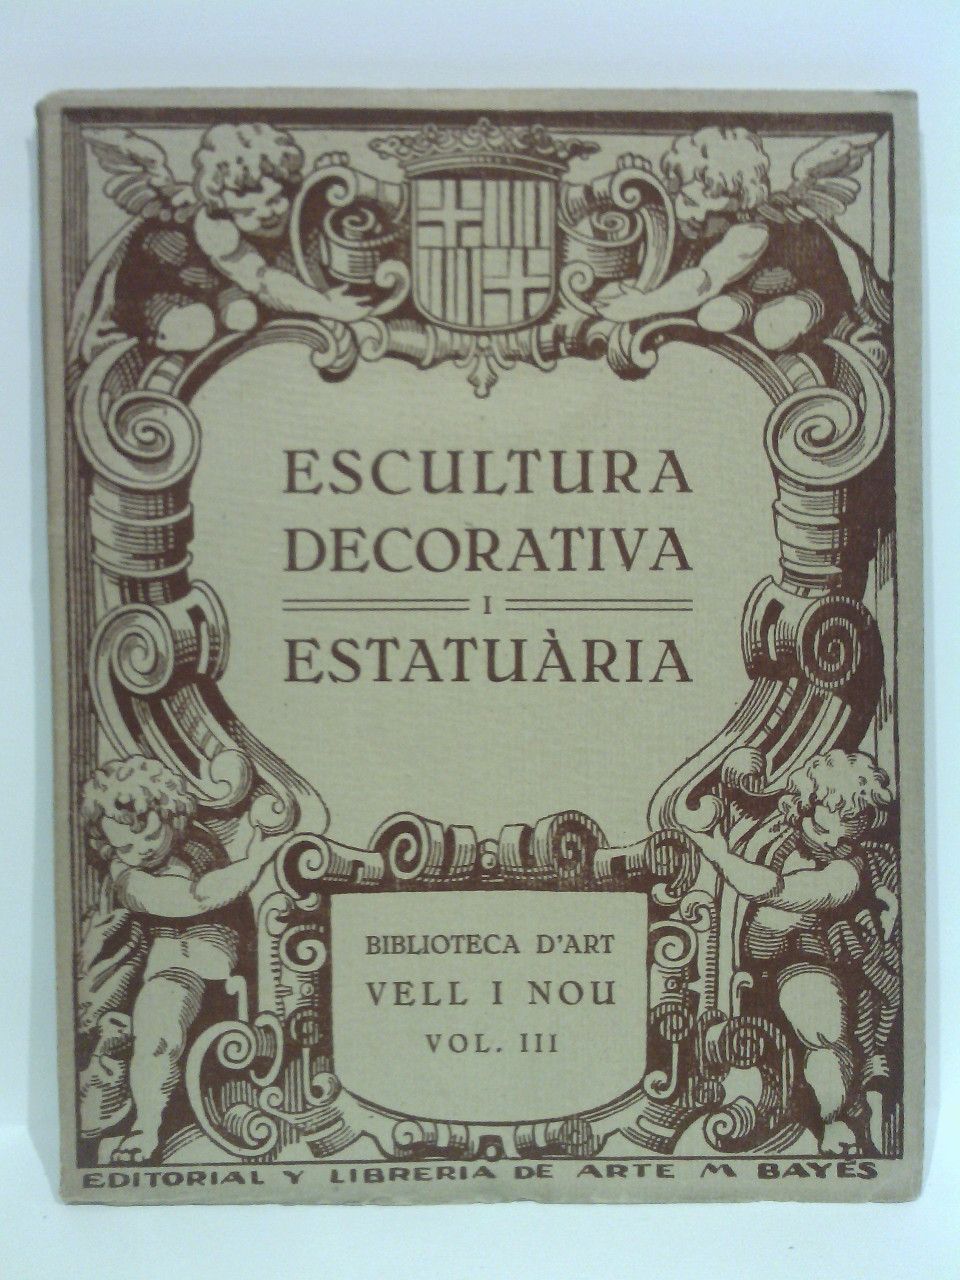 ESCULTURA
DECORATIVA
I
ESTATUÀRIA
BIBLIOTECA D'ART
VELL I NOU
VOL. III
EDITORIAL Y LIBRERIA DE ARTE M BAYÉS